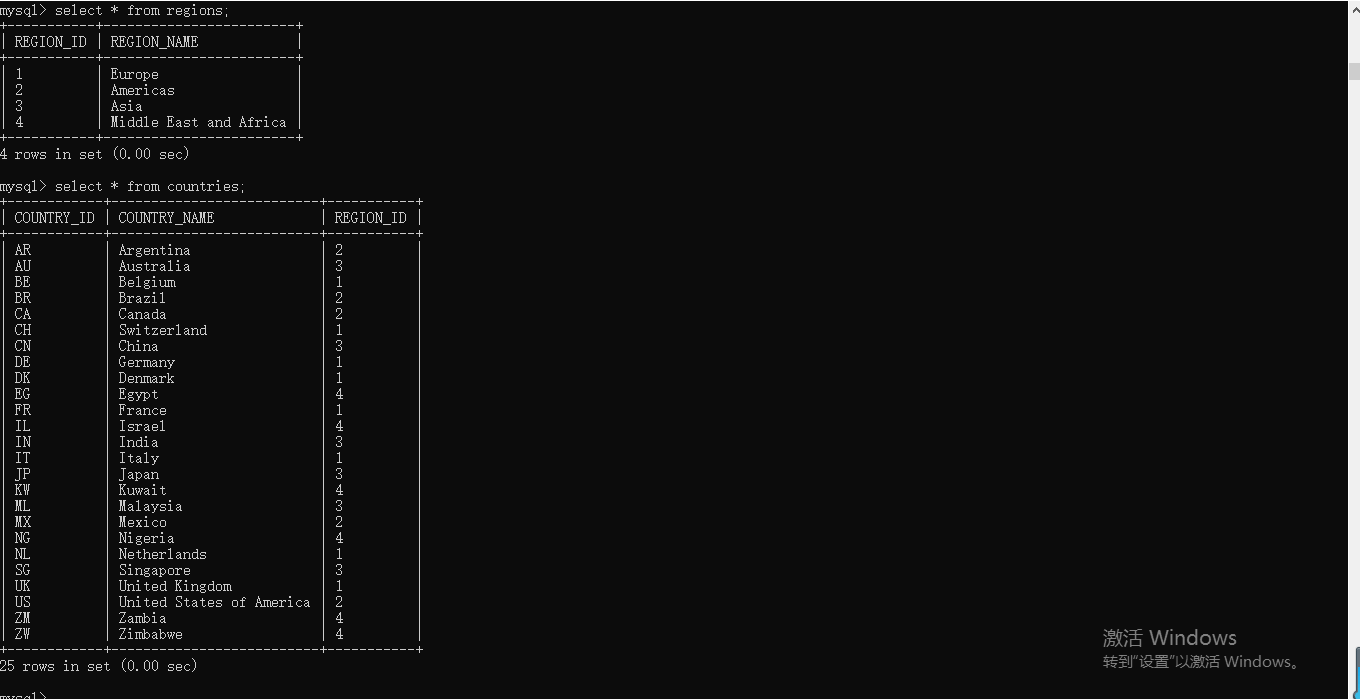 mysql> select * from regions;
| REGION_ID | REGION_NAME |
| 1 | Europe |
| 2 | Americas |
| 3 | Asia |
| 4 | Middle East and Africa |
4 rows in set (0.00 sec)
mysql> select * from countries;
| COUNTRY_ID | COUNTRY_NAME | REGION_ID |
| AR | Argentina | 2 |
| AU | Australia | 3 |
| BE | Belgium | 1 |
| BR | Brazil | 2 |
| CA | Canada | 2 |
| CH | Switzerland | 1 |
| CN | China | 3 |
| DE | Germany | 1 |
| DK | Denmark | 1 |
| EG | Egypt | 4 |
| FR | France | 1 |
| IL | Israel | 4 |
| IN | India | 3 |
| IT | Italy | 1 |
| JP | Japan | 3 |
| KW | Kuwait | 4 |
| ML | Malaysia | 3 |
| MX | Mexico | 2 |
| NG | Nigeria | 4 |
| NL | Netherlands | 1 |
| SG | Singapore | 3 |
| UK | United Kingdom | 1 |
| US | United States of America | 2 |
| ZM | Zambia | 4 |
| ZW | Zimbabwe | 4 |
25 rows in set (0.00 sec)
mysql>
激活 Windows
转到"设置"以激活 Windows。